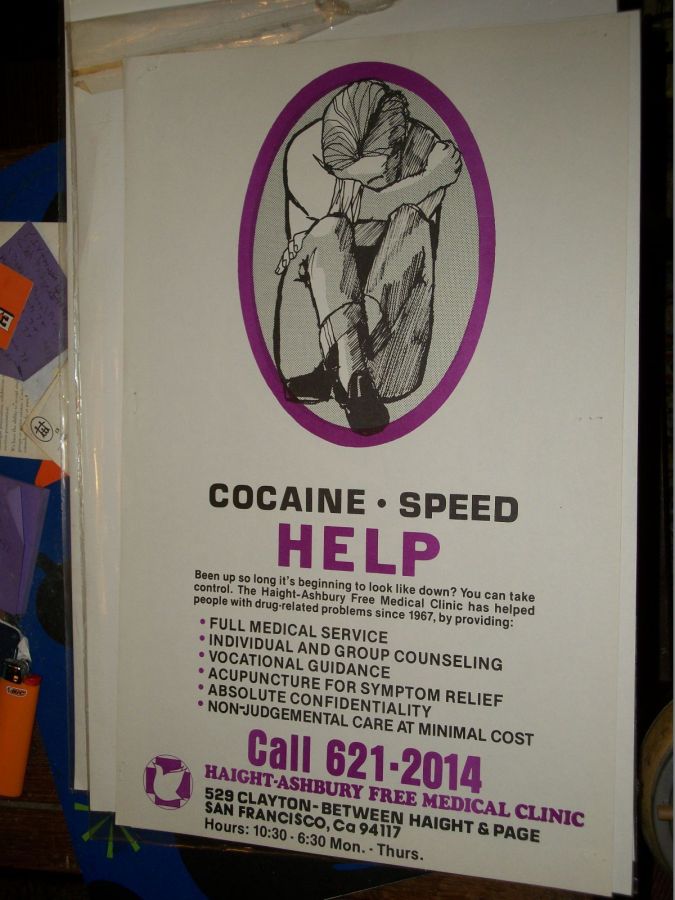 COCAINE • SPEED
HELP
Been up so long it's beginning to look like down? You can take
control. The Haight-Ashbury Free Medical Clinic has helped
people with drug-related problems since 1967, by providing:
• FULL MEDICAL SERVICE
• INDIVIDUAL AND GROUP COUNSELING
• VOCATIONAL GUIDANCE
• ACUPUNCTURE FOR SYMPTOM RELIEF
• ABSOLUTE CONFIDENTIALITY
• NON-JUDGEMENTAL CARE AT MINIMAL COST
Call 621-2014
HAIGHT-ASHBURY FREE MEDICAL CLINIC
529 CLAYTON - BETWEEN HAIGHT & PAGE
SAN FRANCISCO, Ca 94117
Hours: 10:30 - 6:30 Mon. - Thurs.
BIC